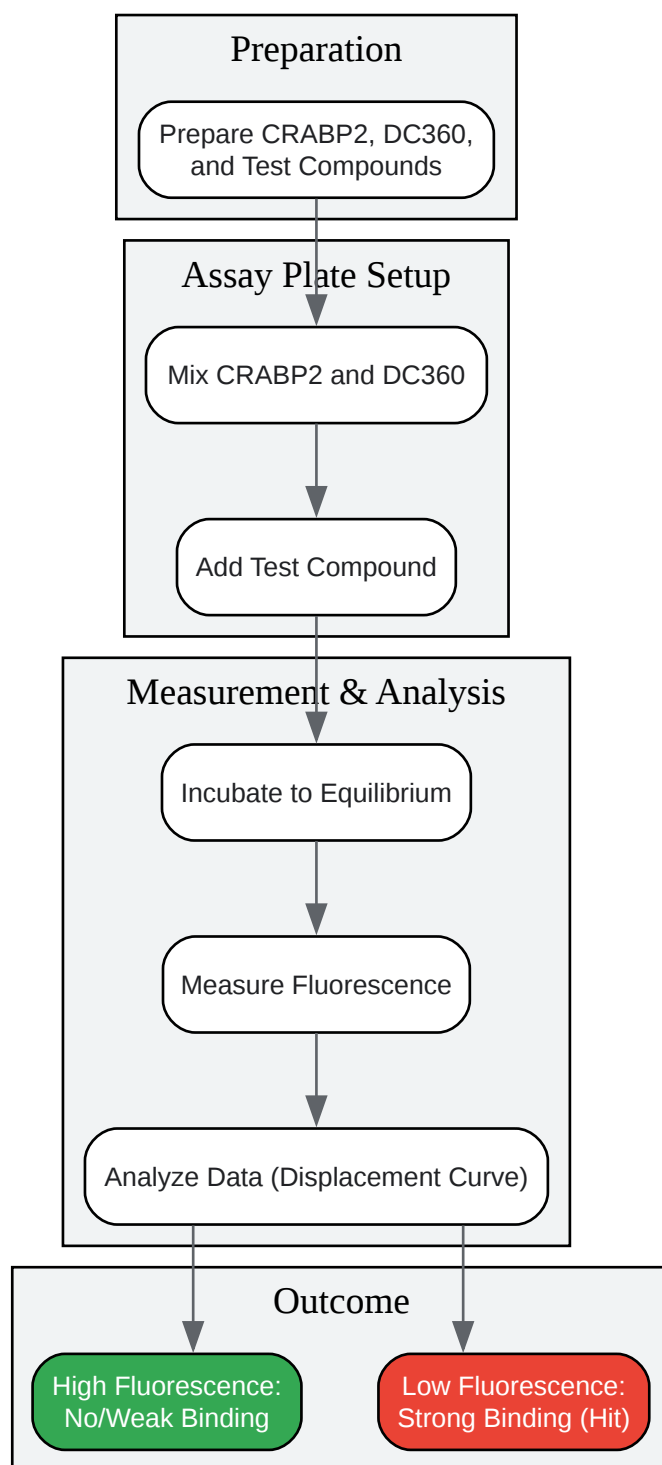 Preparation
Prepare CRABP2, DC360,
and Test Compounds
Assay Plate Setup
Mix CRABP2 and DC360
Add Test Compound
Measurement & Analysis
Incubate to Equilibrium
Measure Fluorescence
Analyze Data (Displacement Curve)
Outcome
High Fluorescence:
No/Weak Binding
Low Fluorescence:
Strong Binding (Hit)